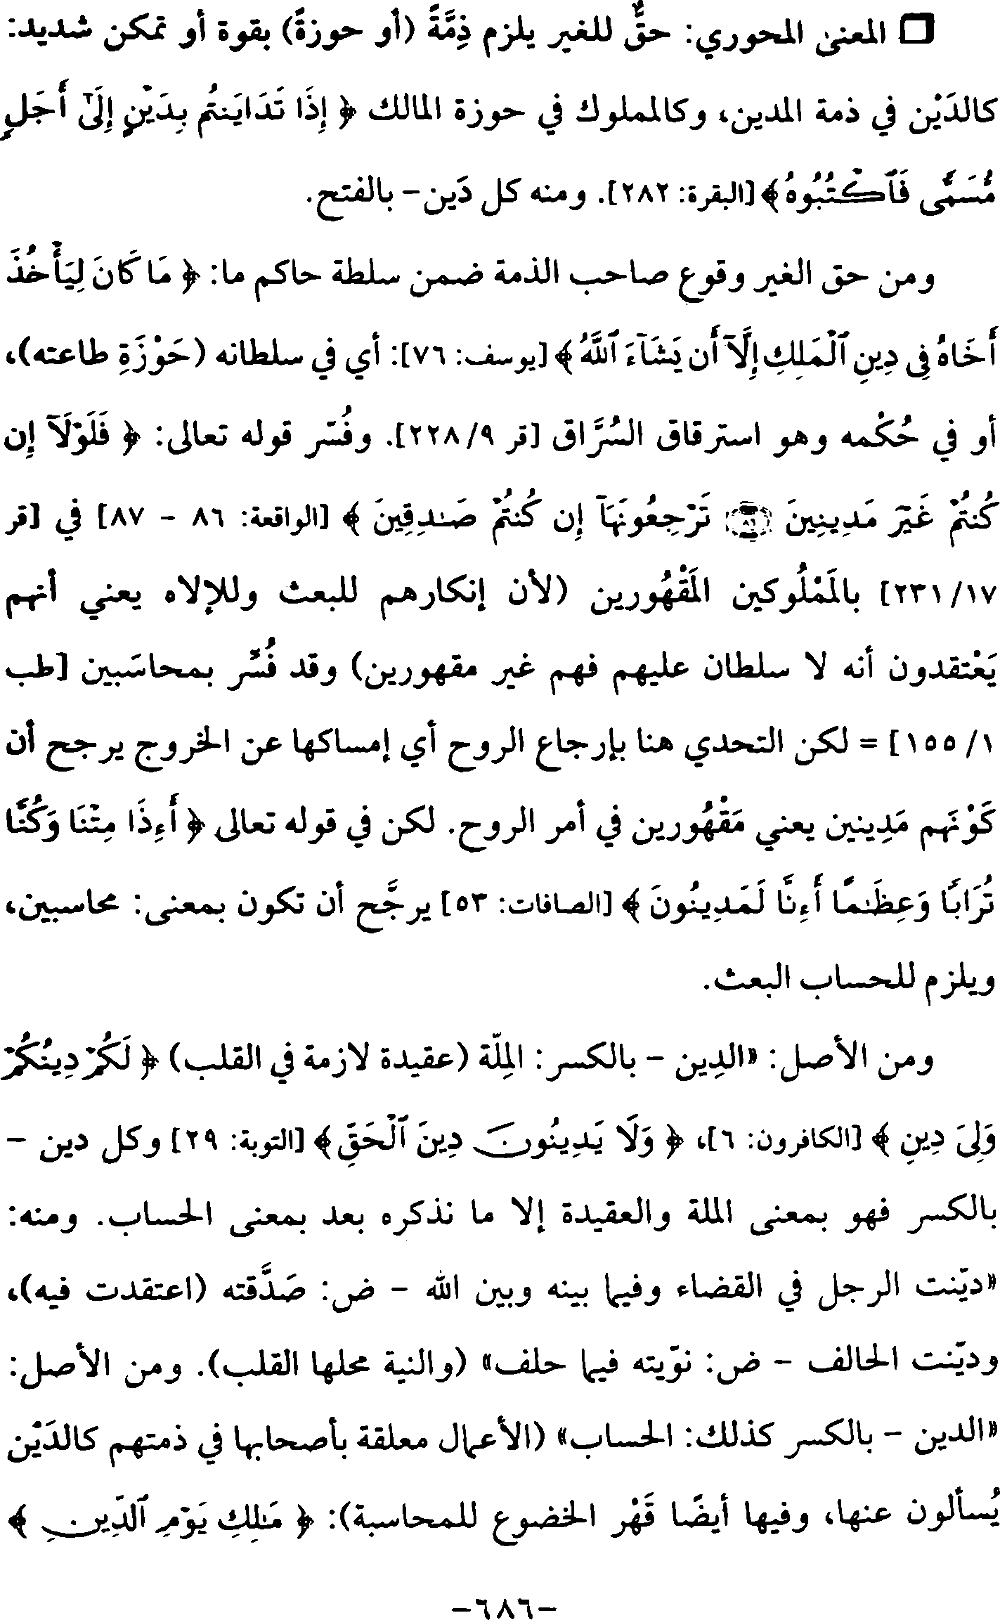 ❒ المعنى المحوري: حقٌّ للغير يلزم ذِمَّةً (أو حوزةً) بقوة أو تمكن شديد:
كالدَيْن في ذمة المدين، وكالمملوك في حوزة المالك ﴿ إِذَا تَدَايَنتُم بِدَيْنٍ إِلَىٰٓ أَجَلٍ
مُّسَمًّى فَٱكْتُبُوهُ﴾ [البقرة: ٢٨٢]. ومنه كل دَين- بالفتح.
ومن حق الغير وقوع صاحب الذمة ضمن سلطة حاكم ما: ﴿ مَا كَانَ لِيَأْخُذَ
أَخَاهُ فِى دِينِ ٱلْمَلِكِ إِلَّآ أَن يَشَآءَ ٱللَّهُ﴾ [يوسف: ٧٦]: أي في سلطانه (حَوْزَةِ طاعته)،
أو في حُكْمه وهو استرقاق السُرَّاق [قر ٩/ ٢٢٨]. وفُسّر قوله تعالى: ﴿ فَلَوْلَآ إِن
كُنتُمْ غَيْرَ مَدِينِينَ ۝٨٦ تَرْجِعُونَهَآ إِن كُنتُمْ صَـٰدِقِينَ ﴾ [الواقعة: ٨٦ - ٨٧] في [قر
١٧/ ٢٣١] بالمَمْلُوكين المَقْهُورين (لأن إنكارهم للبعث وللإلاه يعني أنهم
يَعْتقدون أنه لا سلطان عليهم فهم غير مقهورين) وقد فُسِّر بمحاسَبين [طب
١/ ١٥٥] = لكن التحدي هنا بإرجاع الروح أي إمساكها عن الخروج يرجح أن
كَوْنَهم مَدِينين يعني مَقْهُورين في أمر الروح. لكن في قوله تعالى ﴿ أَءِذَا مِتْنَا وَكُنَّا
تُرَابًا وَعِظَـٰمًا أَءِنَّا لَمَدِينُونَ ﴾ [الصافات: ٥٣] يرجَّح أن تكون بمعنى: محاسبين،
ويلزم للحساب البعث.
ومن الأصل: «الدِين - بالكسر: المِلّة (عقيدة لازمة في القلب) ﴿ لَكُمْ دِينُكُمْ
وَلِىَ دِينِ ﴾ [الكافرون: ٦]، ﴿ وَلَا يَدِينُونَ دِينَ ٱلْحَقِّ﴾ [التوبة: ٢٩] وكل دين -
بالكسر فهو بمعنى الملة والعقيدة إلا ما نذكره بعد بمعنى الحساب. ومنه:
«ديّنت الرجل في القضاء وفيما بينه وبين الله - ض: صَدَّقته (اعتقدت فيه)،
وديّنت الحالف - ض: نوّيته فيما حلف» (والنية محلها القلب). ومن الأصل:
«الدين - بالكسر كذلك: الحساب» (الأعمال معلقة بأصحابها في ذمتهم كالدَيْن
يُسألون عنها، وفيها أيضًا قَهْر الخضوع للمحاسبة): ﴿ مَـٰلِكِ يَوْمِ ٱلدِّينِ ﴾
-٦٨٦-